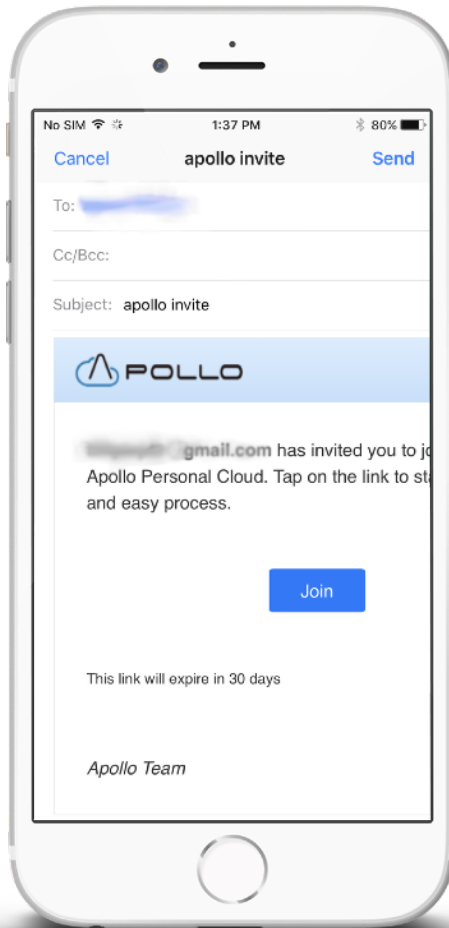 No SIM 1:37 PM 80%
Cancel apollo invite Send
To:
Cc/Bcc:
Subject: apollo invite
APOLLO
gmail.com has invited you to jo
Apollo Personal Cloud. Tap on the link to sta
and easy process.
Join
This link will expire in 30 days
Apollo Team